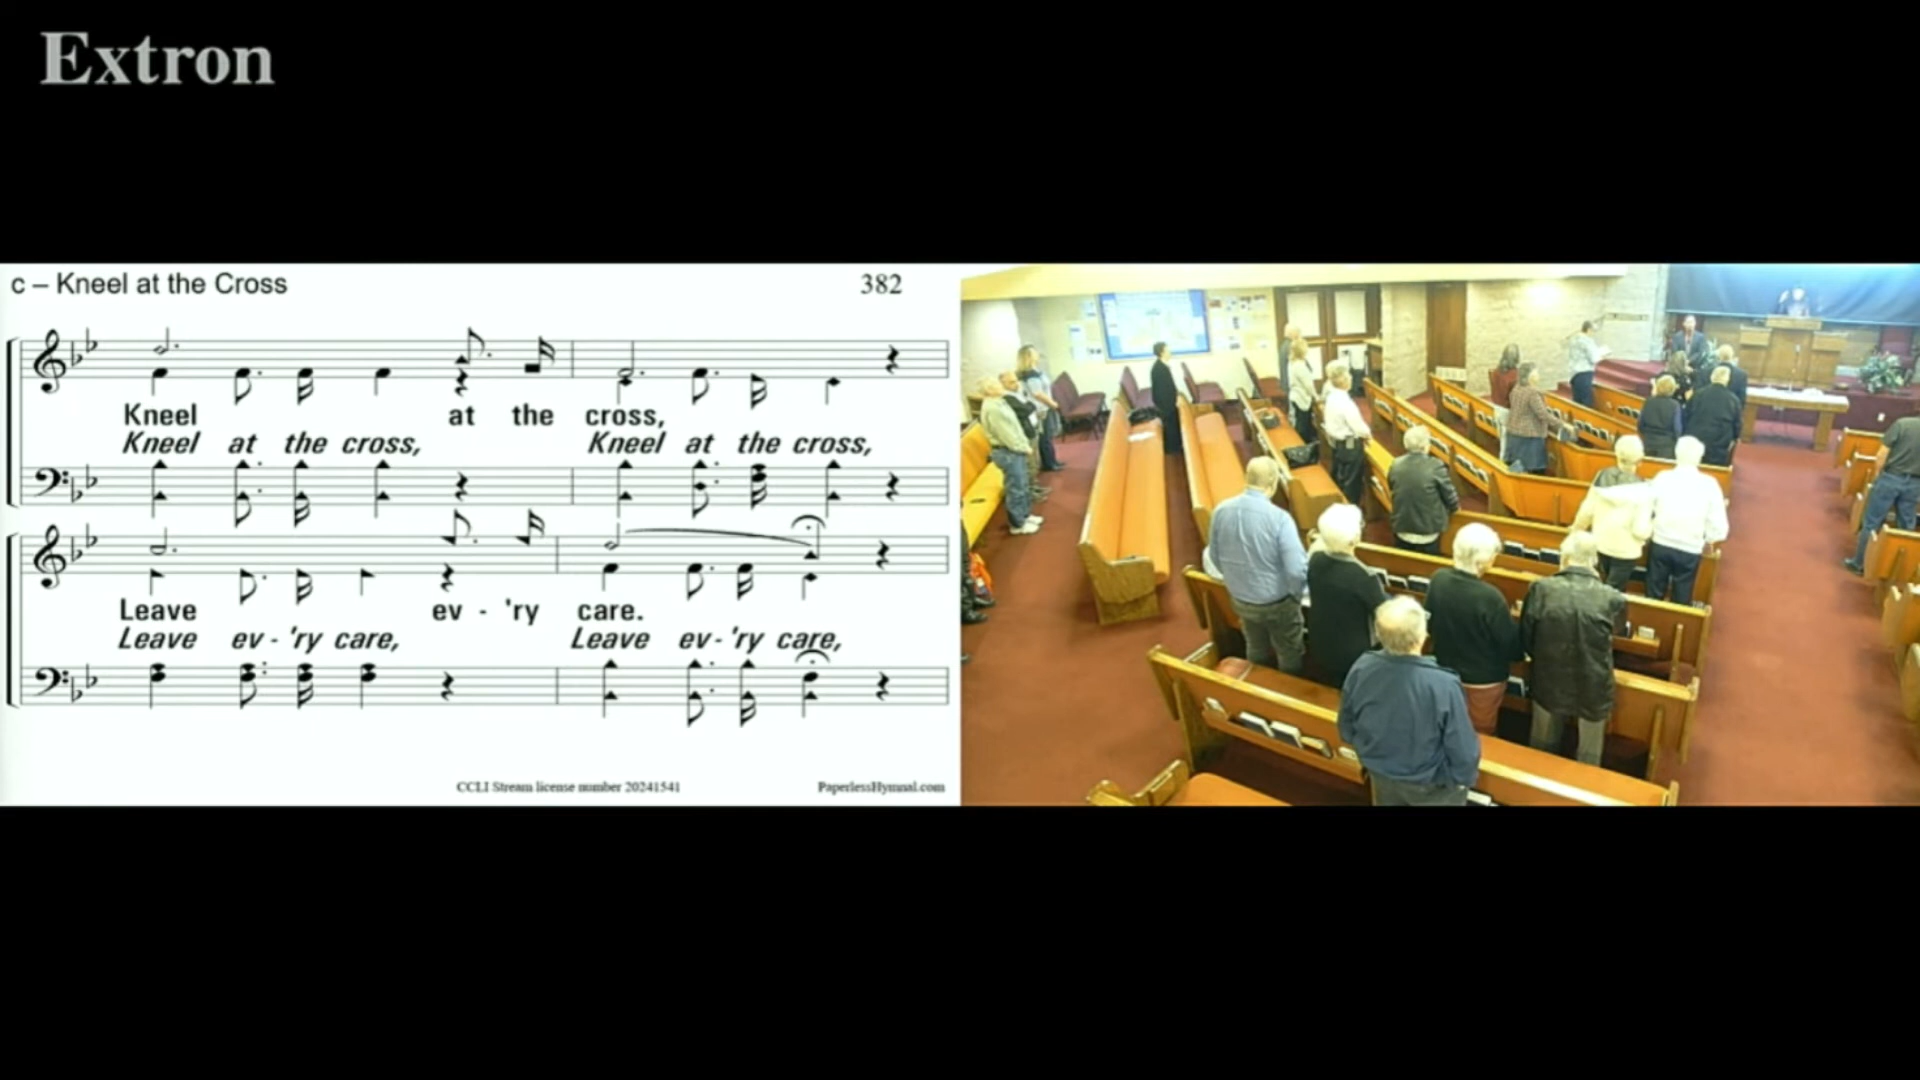 Extron
c – Kneel at the Cross
382
Kneel at the cross,
Kneel at the cross, Kneel at the cross,
Leave ev - 'ry care.
Leave ev - 'ry care, Leave ev - 'ry care,
CCLI Stream license number 20241541
PaperlessHymnal.com